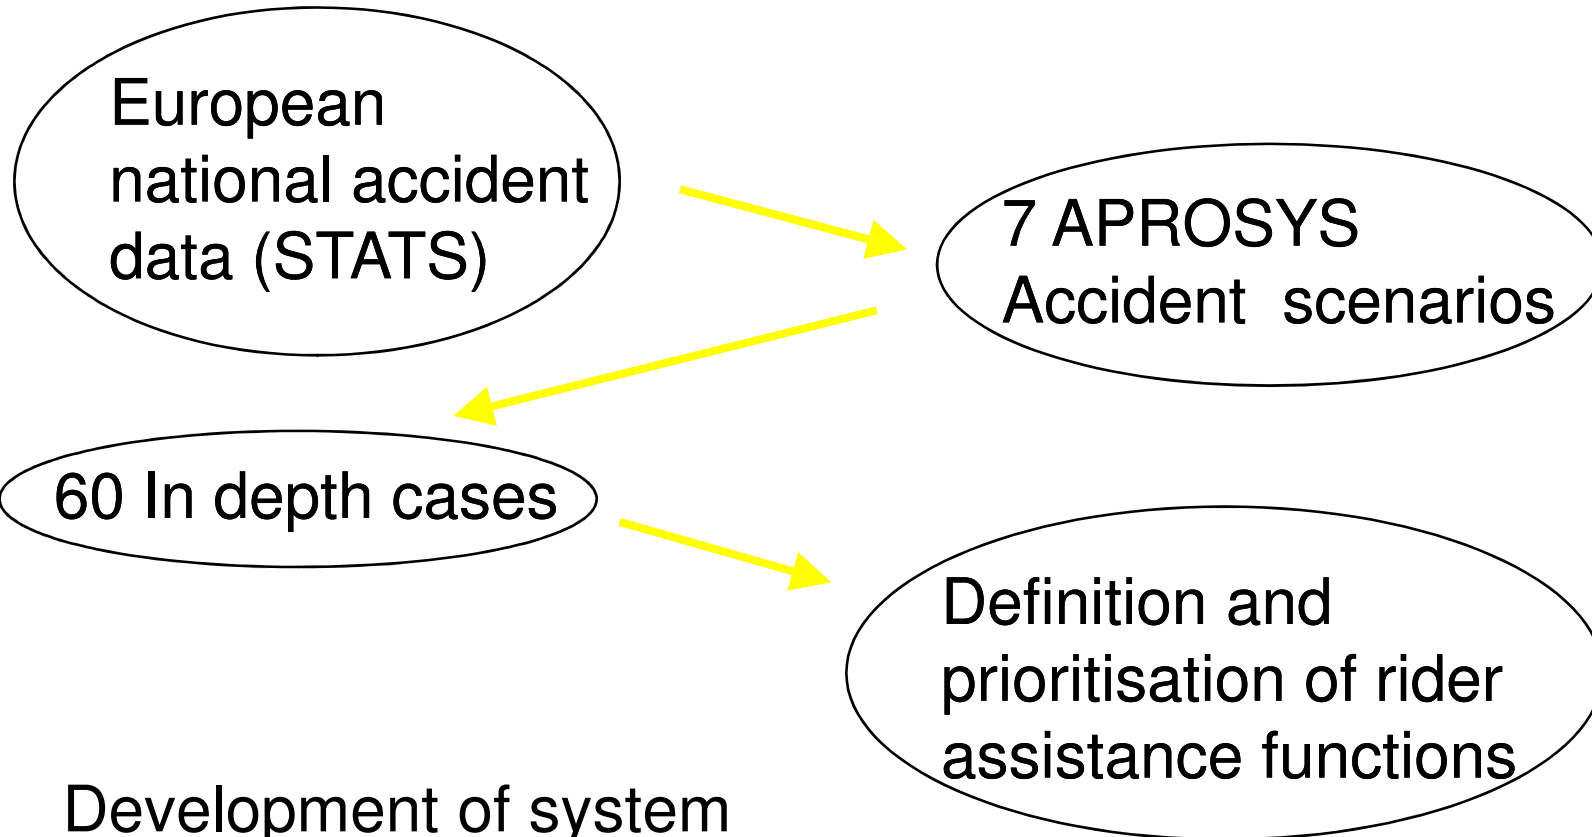 European
national accident
data (STATS)
7 APROSYS
Accident scenarios
60 In depth cases
Definition and
prioritisation of rider
assistance functions
Development of system